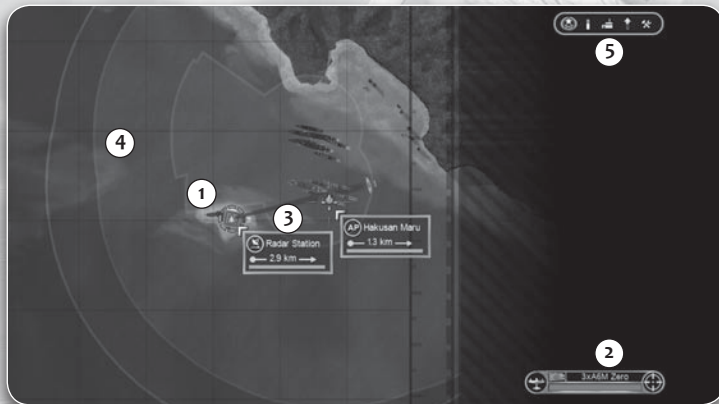 5
4
1
3
AP Hakusan Maru
1.3 km
Radar Station
2.9 km
2
3xA6M Zero